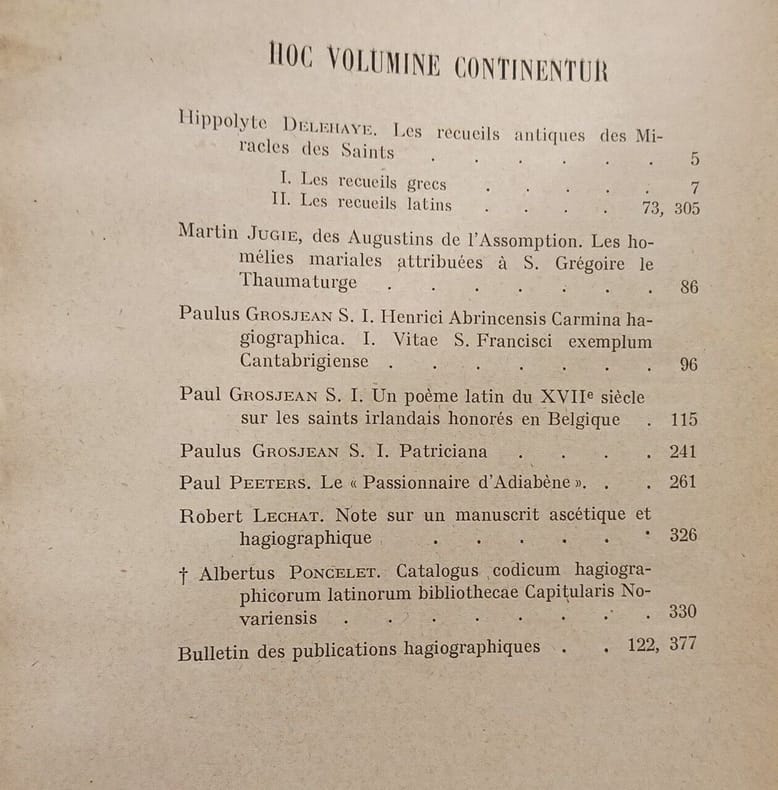 HOC VOLUMINE CONTINENTUR
Hippolyte DELEHAYE. Les recueils antiques des Mi-
racles des Saints . . . . . . 5
I. Les recueils grecs . . . . . 7
II. Les recueils latins . . . . 73, 305
Martin JUGIE, des Augustins de l'Assomption. Les ho-
mélies mariales attribuées à S. Grégoire le
Thaumaturge . . . . . . . 86
Paulus GROSJEAN S. I. Henrici Abrincensis Carmina ha-
giographica. I. Vitae S. Francisci exemplum
Cantabrigiense . . . . . . . 96
Paul GROSJEAN S. I. Un poème latin du XVIIe siècle
sur les saints irlandais honorés en Belgique . 115
Paulus GROSJEAN S. I. Patriciana . . . . 241
Paul PEETERS. Le « Passionnaire d'Adiabène ». . . 261
Robert LECHAT. Note sur un manuscrit ascétique et
hagiographique . . . . . . 326
† Albertus PONCELET. Catalogus codicum hagiogra-
phicorum latinorum bibliothecae Capitularis No-
variensis . . . . . . . . 330
Bulletin des publications hagiographiques . . 122, 377